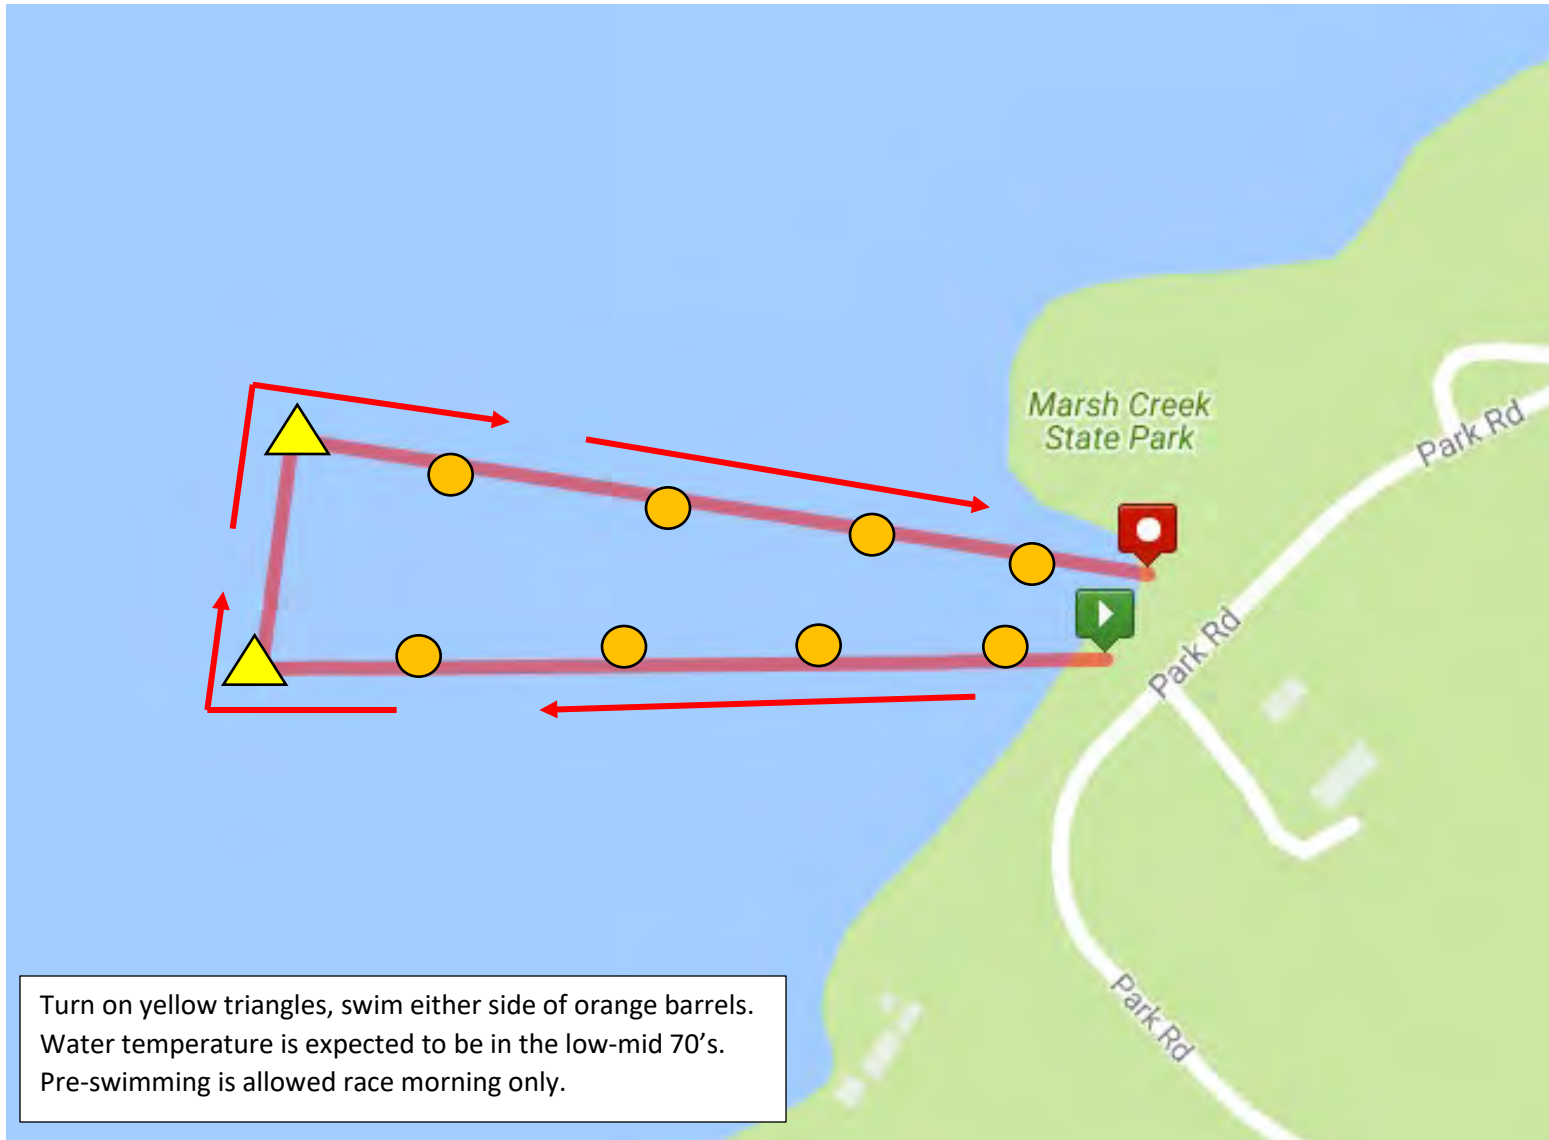 Marsh Creek
State Park
Park Rd
Park Rd
Park Rd
Turn on yellow triangles, swim either side of orange barrels.
Water temperature is expected to be in the low-mid 70’s.
Pre-swimming is allowed race morning only.